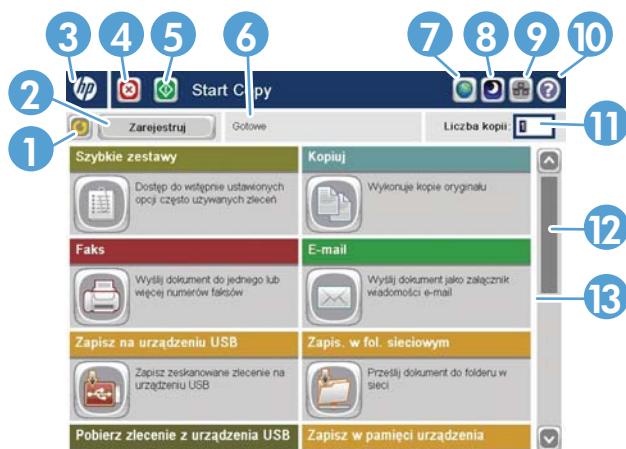 3 4 5 6 7 8 9 10
hp Start Copy ?
2 Zarejestruj Gotowe Liczba kopii: 1 11
1
Szybkie zestawy
Dostęp do wstępnie ustawionych
opcji często używanych zleceń
Kopiuj
Wykonuje kopie oryginału
12
Faks
Wyślij dokument do jednego lub
więcej numerów faksów
E-mail
Wyślij dokument jako załącznik
wiadomości e-mail
13
Zapisz na urządzeniu USB
Zapisz zeskanowane zlecenie na
urządzeniu USB
Zapis. w fol. sieciowym
Prześlij dokument do folderu w
sieci
Pobierz zlecenie z urządzenia USB
Zapisz w pamięci urządzenia